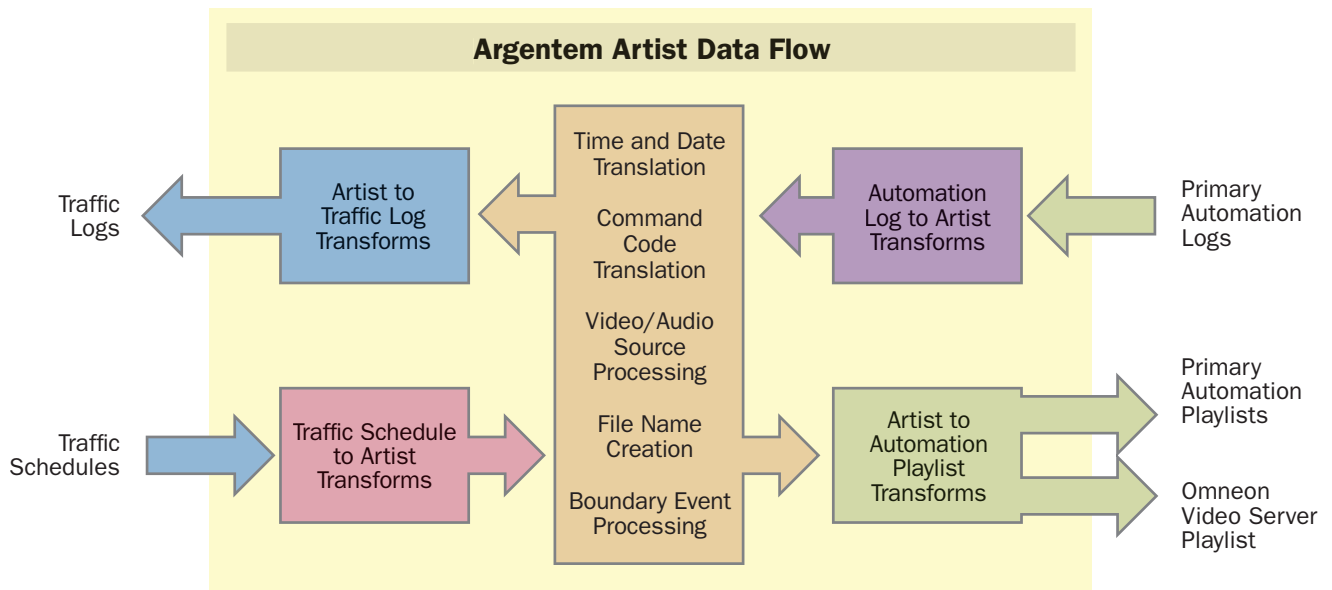 Argentem Artist Data Flow
Traffic
Logs
Artist to
Traffic Log
Transforms
Time and Date
Translation
Command
Code
Translation
Video/Audio
Source
Processing
File Name
Creation
Boundary Event
Processing
Automation
Log to Artist
Transforms
Primary
Automation
Logs
Traffic
Schedules
Traffic Schedule
to Artist
Transforms
Artist to
Automation
Playlist
Transforms
Primary
Automation
Playlists
Omneon
Video Server
Playlist